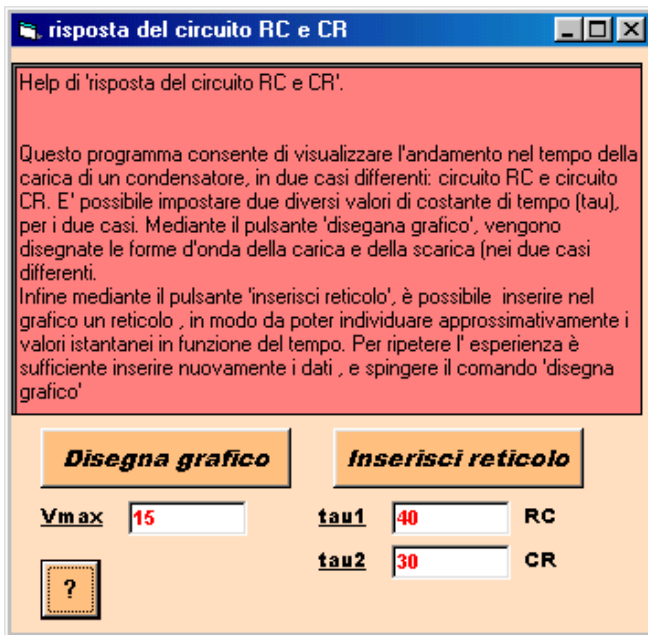 risposta del circuito RC e CR
Help di 'risposta del circuito RC e CR'.
Questo programma consente di visualizzare l'andamento nel tempo della
carica di un condensatore, in due casi differenti: circuito RC e circuito
CR. E' possibile impostare due diversi valori di costante di tempo (tau),
per i due casi. Mediante il pulsante 'disegana grafico', vengono
disegnate le forme d'onda della carica e della scarica (nei due casi
differenti.
Infine mediante il pulsante 'inserisci reticolo', è possibile  inserire nel
grafico un reticolo , in modo da poter individuare approssimativamente i
valori istantanei in funzione del tempo. Per ripetere l' esperienza è
sufficiente inserire nuovamente i dati , e spingere il comando 'disegna
grafico'
Disegna grafico Inserisci reticolo
Vmax 15 tau1 40 RC
tau2 30 CR
?